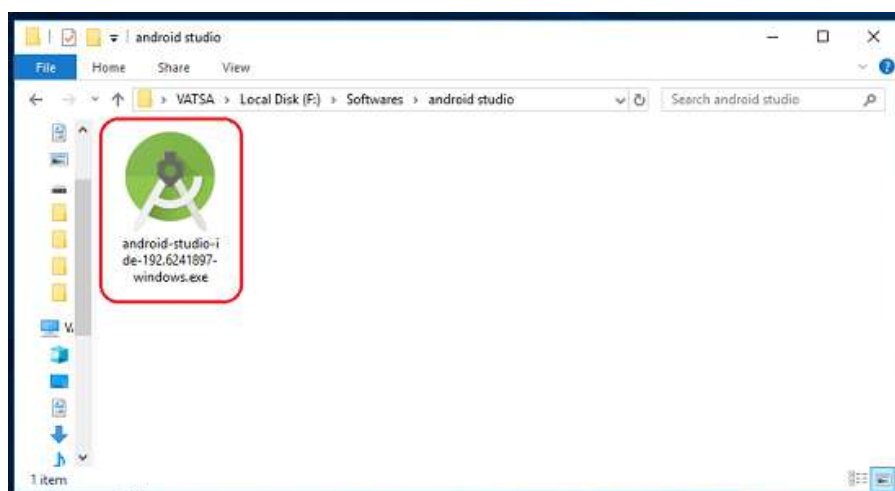 android studio
File Home Share View
VATSA > Local Disk (F:) > Softwares > android studio
Search android studio
android-studio-i
de-192.6241897-
windows.exe
V.
1 item